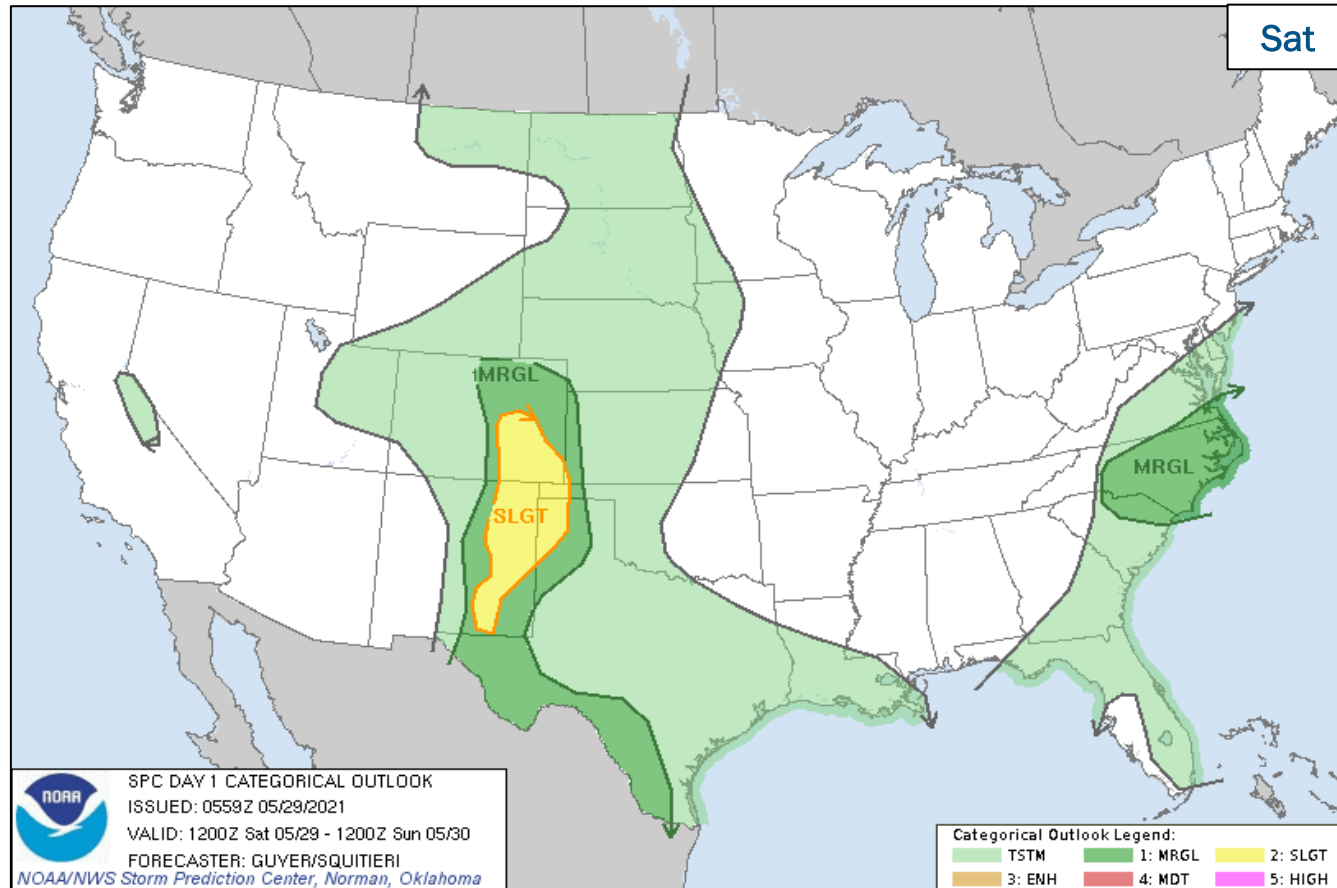 Sat
MRGL
SLGT
MRGL
NOAA
SPC DAY 1 CATEGORICAL OUTLOOK
ISSUED: 0559Z 05/29/2021
VALID: 1200Z Sat 05/29 - 1200Z Sun 05/30
FORECASTER: GUYER/SQUITIERI
NOAA/NWS Storm Prediction Center, Norman, Oklahoma
Categorical Outlook Legend:
TSTM 1: MRGL 2: SLGT
3: ENH 4: MDT 5: HIGH